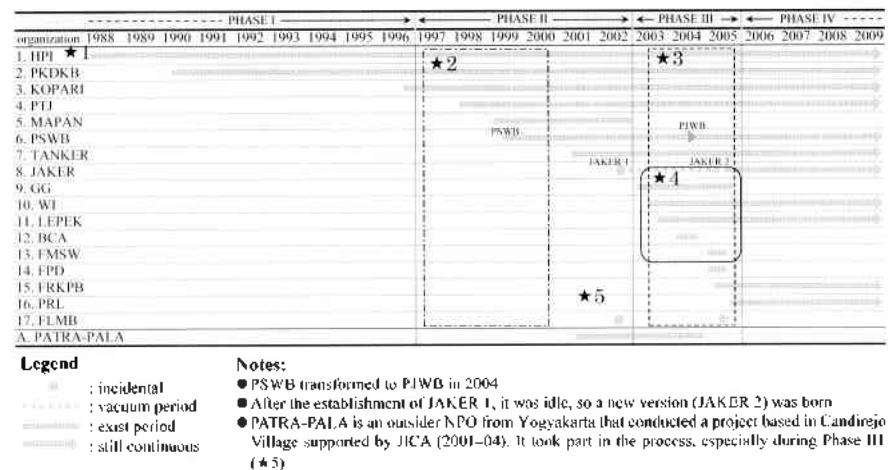 PHASE I PHASE II PHASE III PHASE IV
organization 1988 1989 1990 1991 1992 1993 1994 1995 1996 1997 1998 1999 2000 2001 2002 2003 2004 2005 2006 2007 2008 2009
1. HPI ★1
★2 ★3
2. PKDKB
3. KOPARI
4. PTJ
5. MAPAN
PSWB PJWB
6. PSWB
7. TANKER
JAKER 1 JAKER 2
8. JAKER
★4
9. GG
10. WI
11. LEPEK
12. BCA
13. FMSW
14. FPD
15. FRKPB
★5
16. PRL
17. FLMB
A. PATRA-PALA
Legend
: incidental
: vacuum period
: exist period
: still continuous
Notes:
● PSWB transformed to PJWB in 2004
● After the establishment of JAKER 1, it was idle, so a new version (JAKER 2) was born
● PATRA-PALA is an outsider NPO from Yogyakarta that conducted a project based in Candirejo
Village supported by JICA (2001–04). It took part in the process, especially during Phase III
(★5)